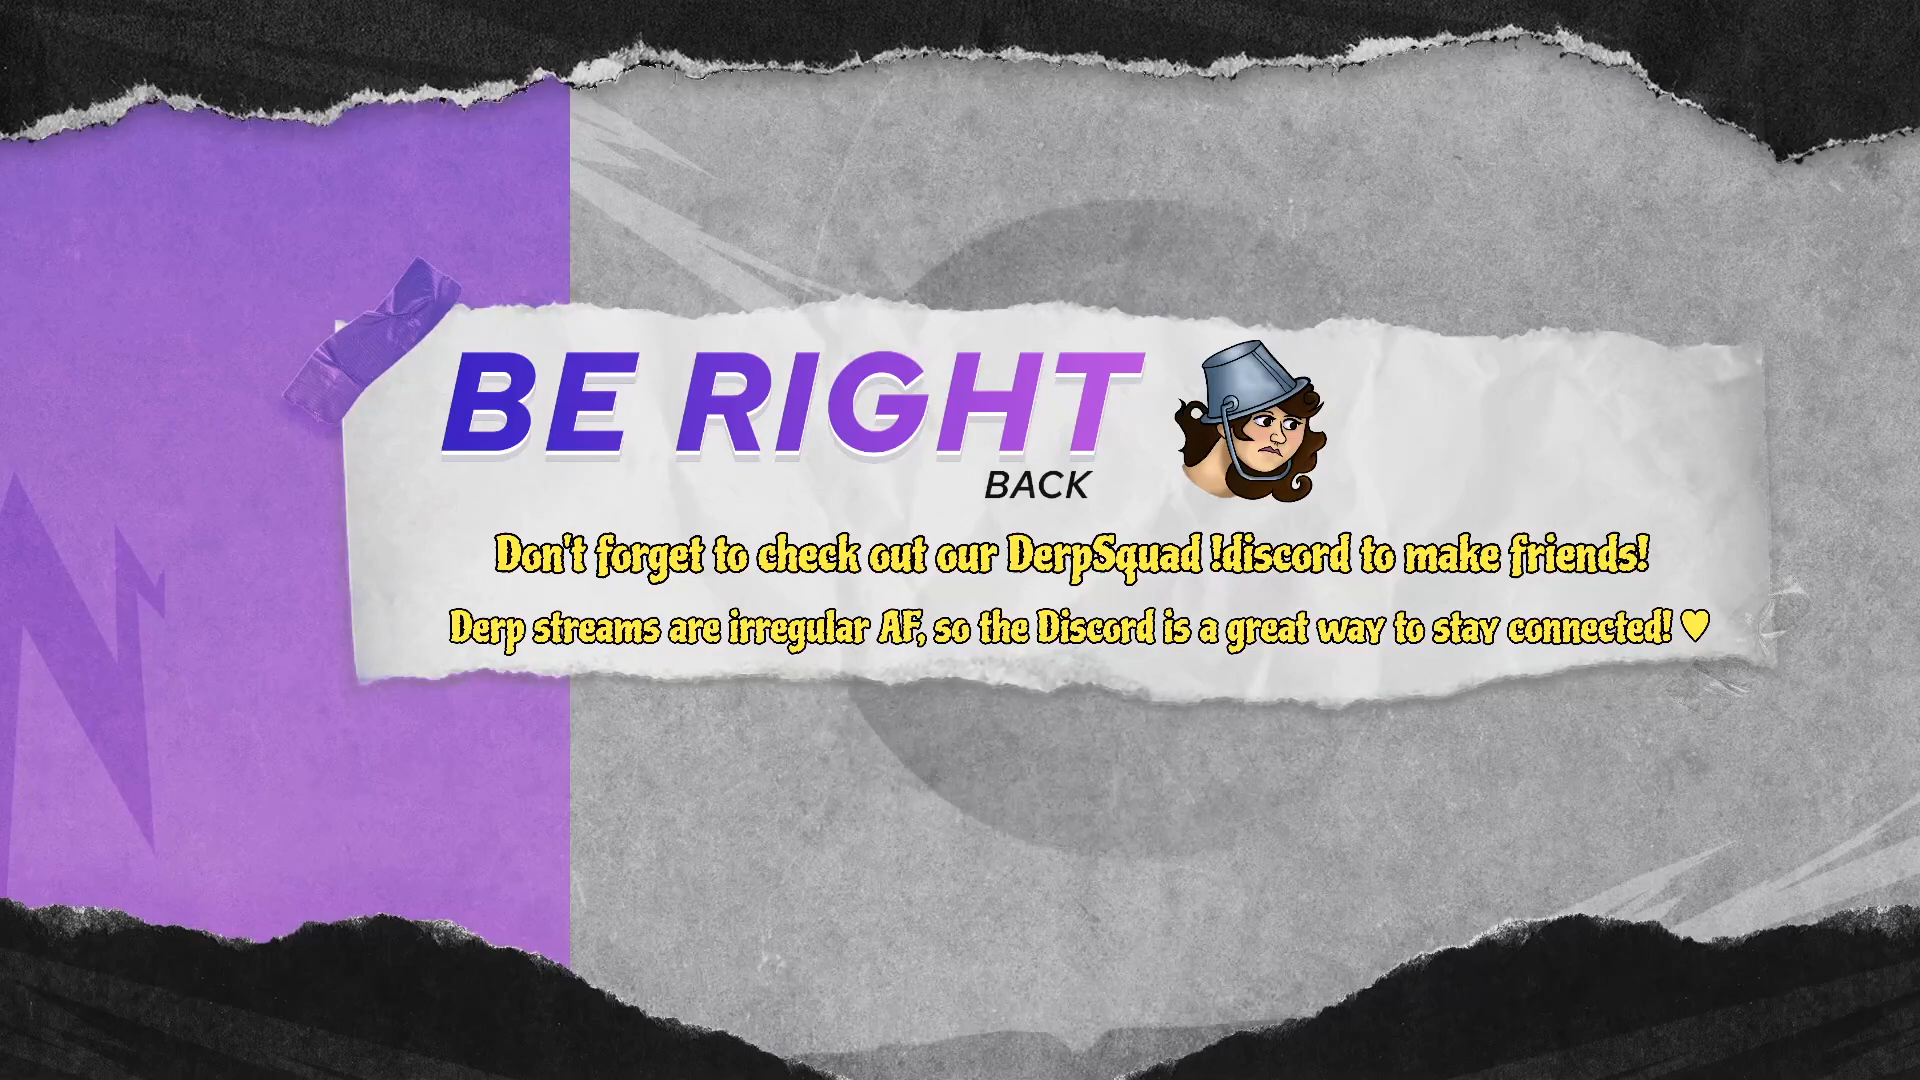 BE RIGHT
BACK
Don't forget to check out our DerpSquad !discord to make friends!
Derp streams are irregular AF, so the Discord is a great way to stay connected! ♥